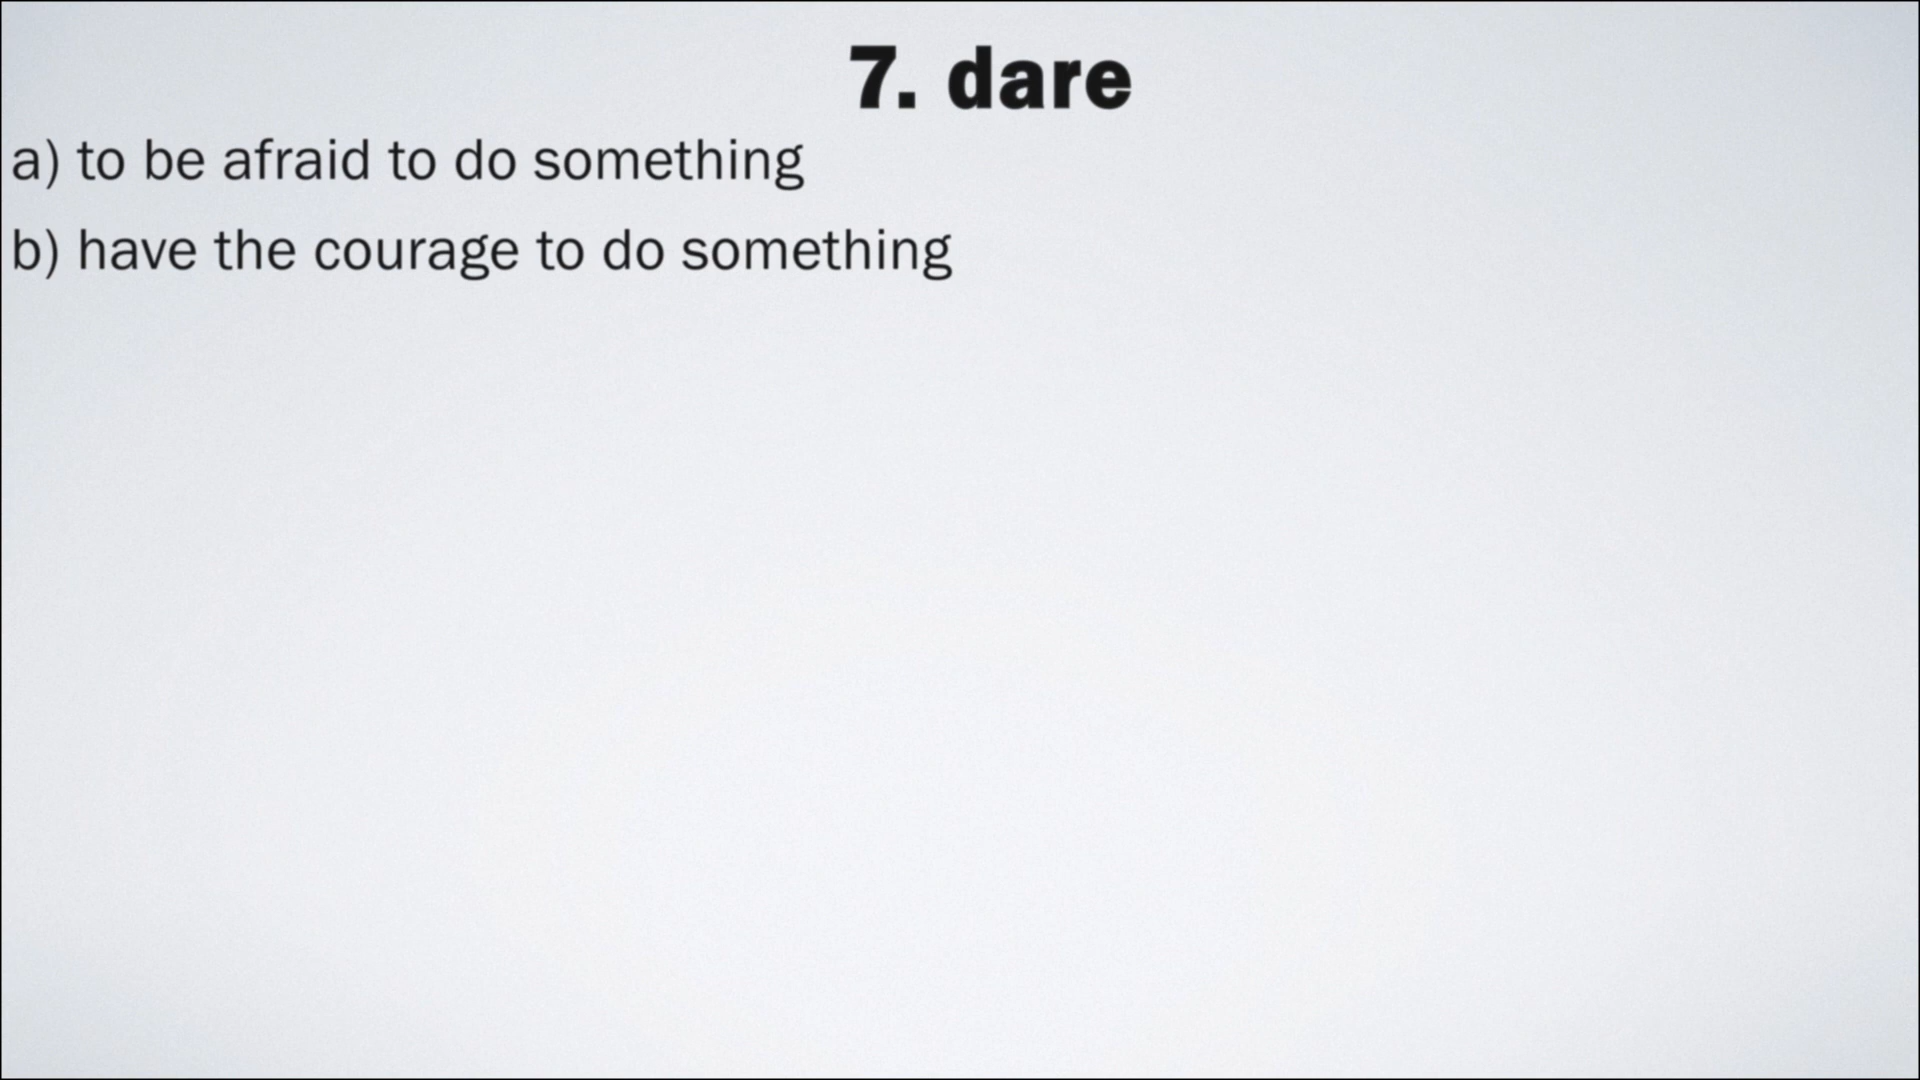 7. dare
a) to be afraid to do something
b) have the courage to do something